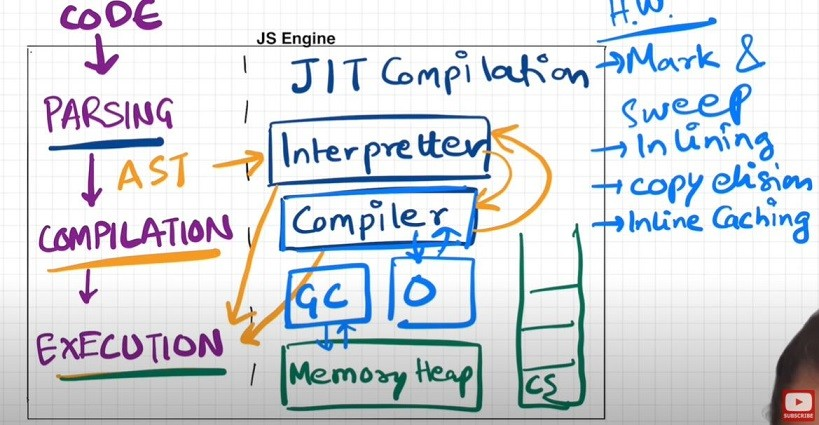 CODE
JS Engine
H.W.
JIT Compilation
→Mark &
Sweep
PARSING
AST
Interpretter
→Inlining
→copy elision
COMPILATION
Compiler
→Inline Caching
GC
O
EXECUTION
Memory Heap
CS
SUBSCRIBE